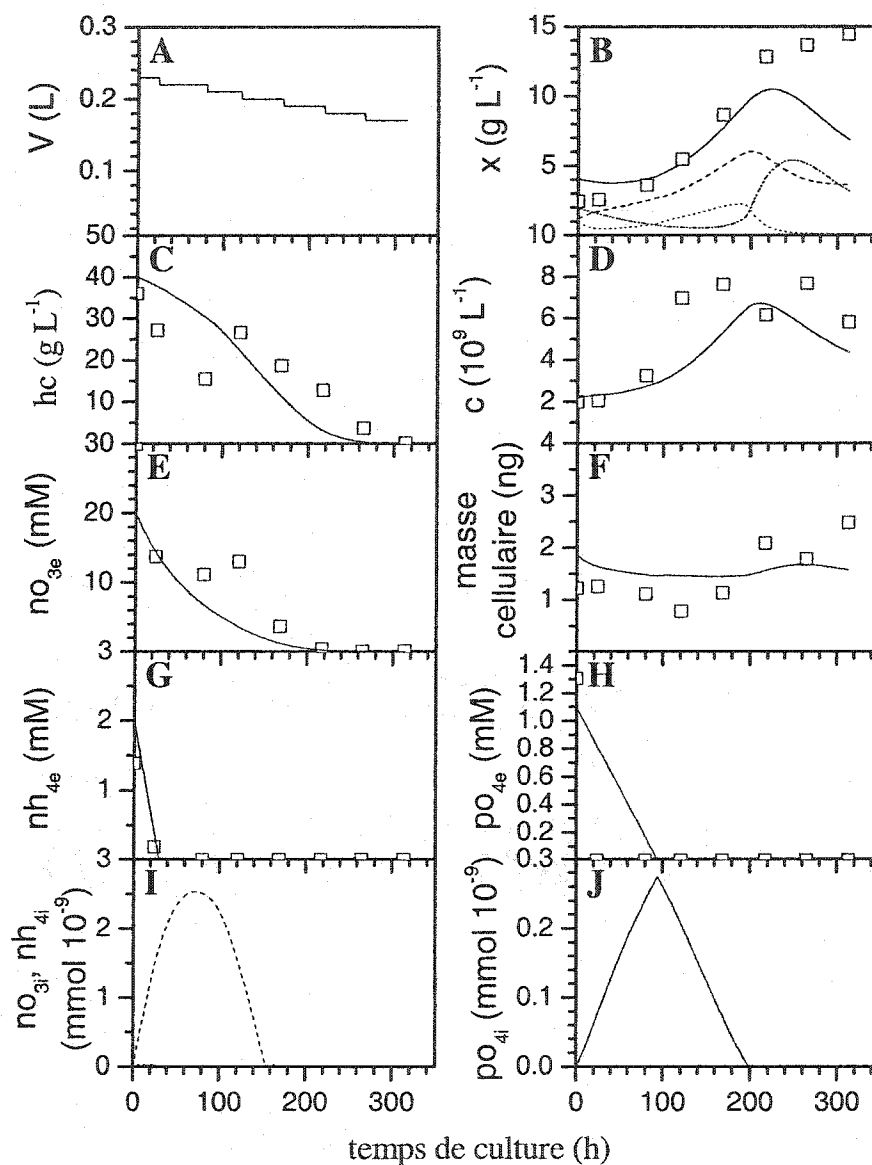 A
V (L)
0.3
0.2
0.1
B
x (g L⁻¹)
15
10
5
C
hc (g L⁻¹)
50
40
30
20
10
D
c (10⁹ L⁻¹)
10
8
6
4
2
E
no₃ₑ (mM)
30
20
10
F
masse
cellulaire (ng)
4
3
2
1
G
nh₄ₑ (mM)
3
2
1
H
po₄ₑ (mM)
1.4
1.2
1.0
0.8
0.6
0.4
0.2
I
no₃ᵢ, nh₄ᵢ
(mmol 10⁻⁹)
3
2
1
0
J
po₄ᵢ (mmol 10⁻⁹)
0.3
0.2
0.1
0.0
0 100 200 300
0 100 200 300
temps de culture (h)